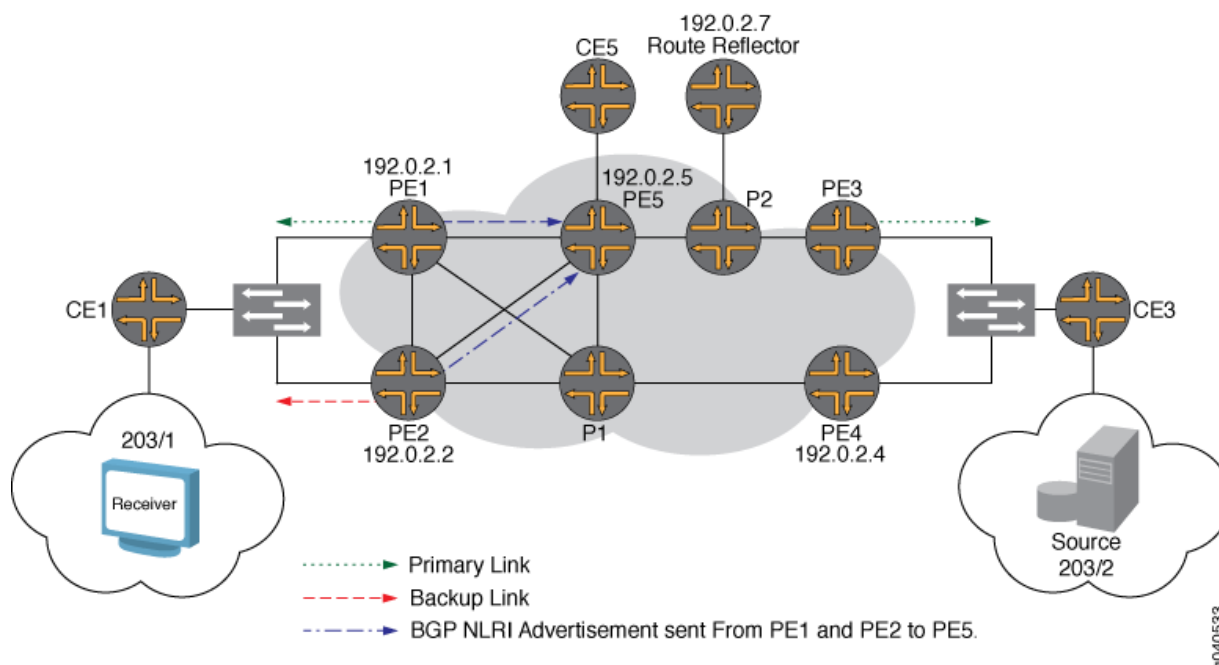 192.0.2.7
Route Reflector
CE5
192.0.2.1
PE1
192.0.2.5
PE5
P2
PE3
CE1
CE3
PE2
192.0.2.2
P1
PE4
192.0.2.4
203/1
Receiver
Source
203/2
Primary Link
Backup Link
BGP NLRI Advertisement sent From PE1 and PE2 to PE5.
g040533